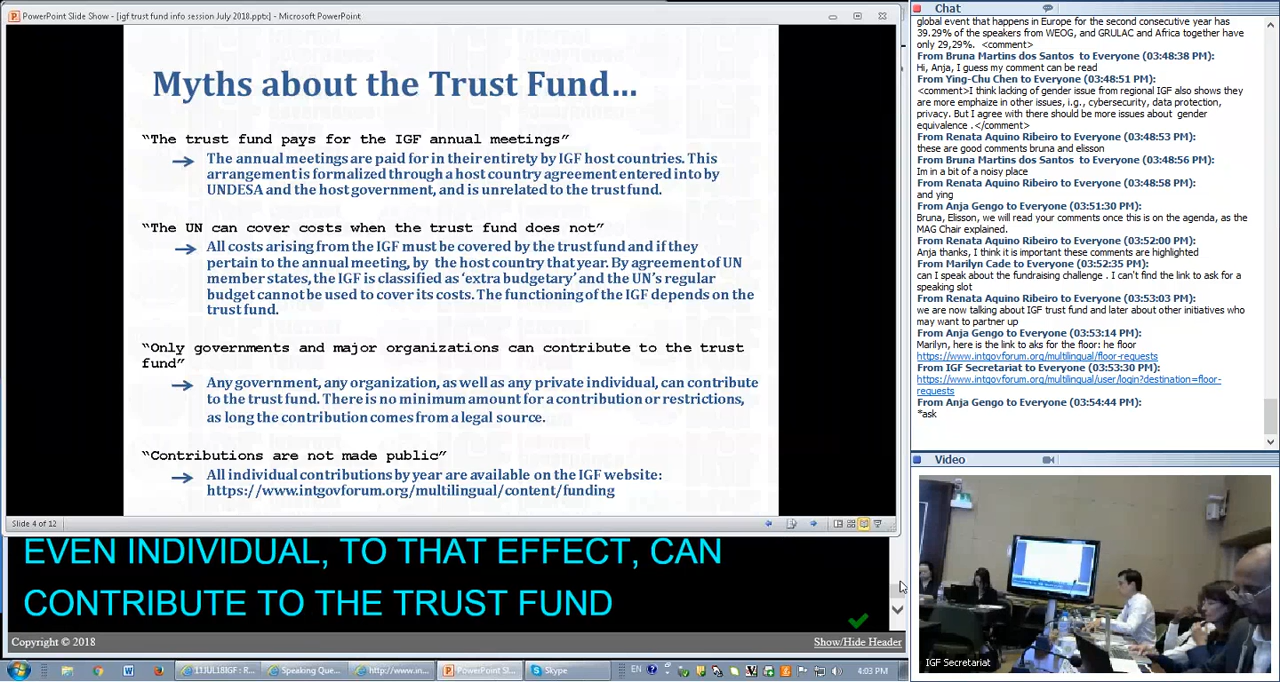 PowerPoint Slide Show - [igf trust fund info session July 2018.pptx] - Microsoft PowerPoint
Myths about the Trust Fund...
"The trust fund pays for the IGF annual meetings"
The annual meetings are paid for in their entirety by IGF host countries. This
arrangement is formalized through a host country agreement entered into by
UNDESA and the host government, and is unrelated to the trust fund.
"The UN can cover costs when the trust fund does not"
All costs arising from the IGF must be covered by the trust fund and if they
pertain to the annual meeting, by the host country that year. By agreement of UN
member states, the IGF is classified as 'extra budgetary' and the UN's regular
budget cannot be used to cover its costs. The functioning of the IGF depends on the
trust fund.
"Only governments and major organizations can contribute to the trust
fund"
Any government, any organization, as well as any private individual, can contribute
to the trust fund. There is no minimum amount for a contribution or restrictions,
as long the contribution comes from a legal source.
"Contributions are not made public"
All individual contributions by year are available on the IGF website:
https://www.intgovforum.org/multilingual/content/funding
Slide 4 of 12
EVEN INDIVIDUAL, TO THAT EFFECT, CAN
CONTRIBUTE TO THE TRUST FUND
Copyright © 2018
Show/Hide Header
11JUL18IGF : R...
Speaking Que...
http://www.in...
PowerPoint Sl...
Skype
EN
4:03 PM
Chat
global event that happens in Europe for the second consecutive year has
39.29% of the speakers from WEOG, and GRULAC and Africa together have
only 29,29%. <comment>
From Bruna Martins dos Santos to Everyone (03:48:38 PM):
Hi, Anja, I guess my comment can be read
From Ying-Chu Chen to Everyone (03:48:51 PM):
<comment>I think lacking of gender issue from regional IGF also shows they
are more emphaize in other issues, i.g., cybersecurity, data protection,
privacy. But I agree with there should be more issues about gender
equivalence .</comment>
From Renata Aquino Ribeiro to Everyone (03:48:53 PM):
these are good comments bruna and elisson
From Bruna Martins dos Santos to Everyone (03:48:56 PM):
Im in a bit of a noisy place
From Renata Aquino Ribeiro to Everyone (03:48:58 PM):
and ying
From Anja Gengo to Everyone (03:51:30 PM):
Bruna, Elisson, we will read your comments once this is on the agenda, as the
MAG Chair explained.
From Renata Aquino Ribeiro to Everyone (03:52:00 PM):
Anja thanks, I think it is important these comments are highlighted
From Marilyn Cade to Everyone (03:52:35 PM):
can I speak about the fundraising challenge . I can't find the link to ask for a
speaking slot
From Renata Aquino Ribeiro to Everyone (03:53:03 PM):
we are now talking about IGF trust fund and later about other initiatives who
may want to partner up
From Anja Gengo to Everyone (03:53:14 PM):
Marilyn, here is the link to aks for the floor: he floor
https://www.intgovforum.org/multilingual/floor-requests
From IGF Secretariat to Everyone (03:53:30 PM):
https://www.intgovforum.org/multilingual/user/login?destination=floor-
requests
From Anja Gengo to Everyone (03:54:44 PM):
*ask
Video
IGF Secretariat